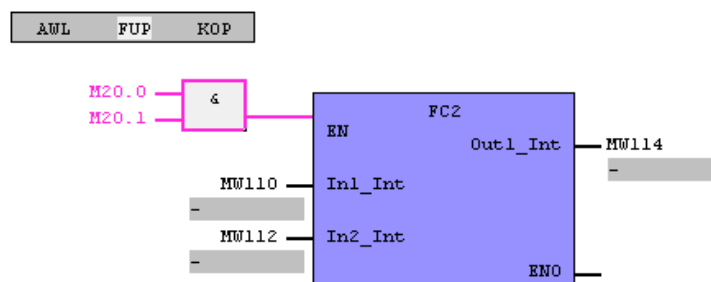 AWL FUP KOP
M20.0
&
M20.1
FC2
EN
Out1_Int
MW114
-
MW110
In1_Int
-
MW112
In2_Int
-
ENO